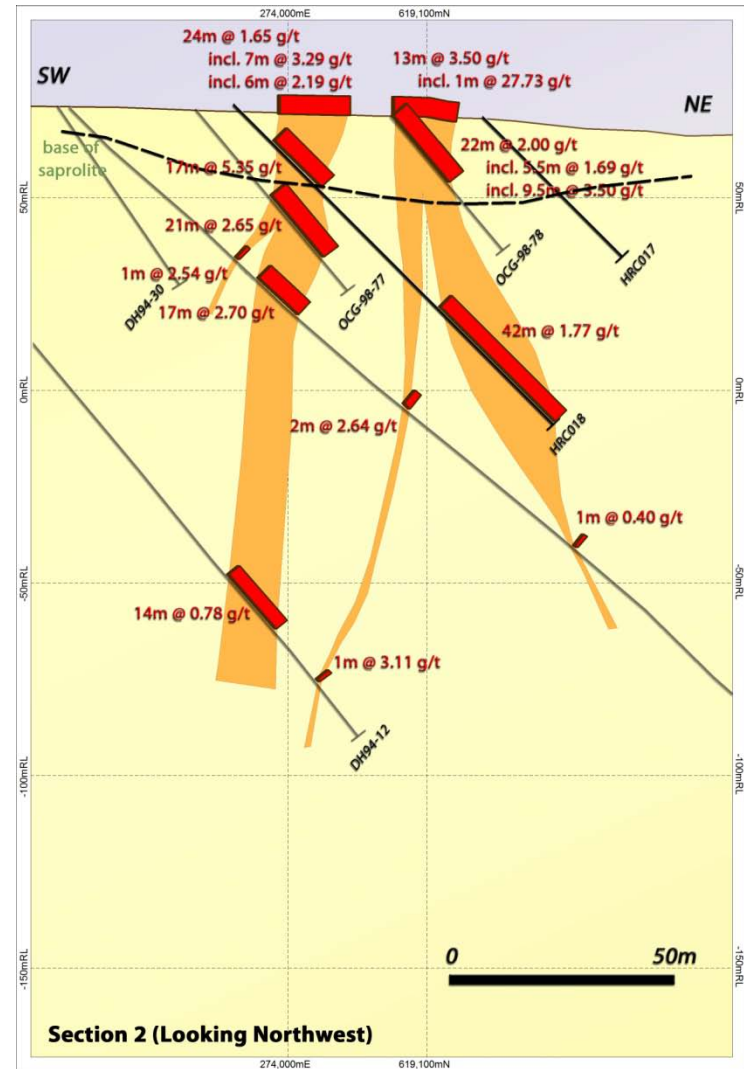 274,000mE
619,100mN
24m @ 1.65 g/t
incl. 7m @ 3.29 g/t
incl. 6m @ 2.19 g/t
13m @ 3.50 g/t
incl. 1m @ 27.73 g/t
SW
NE
base of
saprolite
22m @ 2.00 g/t
incl. 5.5m @ 1.69 g/t
incl. 9.5m @ 3.50 g/t
17m @ 5.35 g/t
50mRL
50mRL
21m @ 2.65 g/t
1m @ 2.54 g/t
17m @ 2.70 g/t
DH94-30
OCG-98-77
OCG-98-78
HRC017
42m @ 1.77 g/t
0mRL
0mRL
2m @ 2.64 g/t
HRC018
1m @ 0.40 g/t
-50mRL
-50mRL
14m @ 0.78 g/t
1m @ 3.11 g/t
DH94-12
-100mRL
-100mRL
-150mRL
-150mRL
0
50m
Section 2 (Looking Northwest)
274,000mE
619,100mN